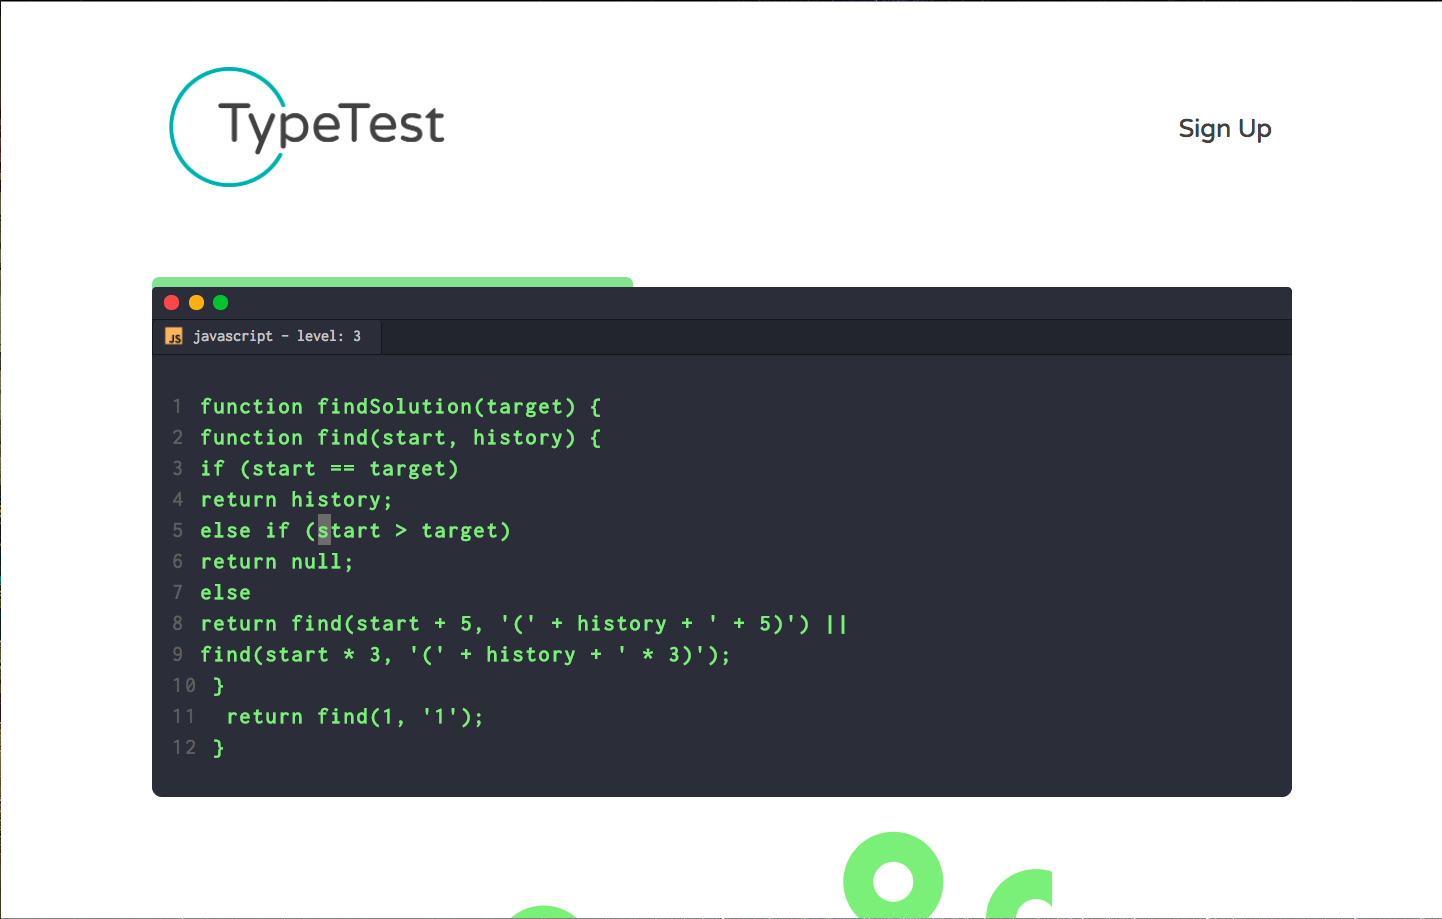 TypeTest
Sign Up
JS javascript - level: 3
1 function findSolution(target) {
2 function find(start, history) {
3 if (start == target)
4 return history;
5 else if (start > target)
6 return null;
7 else
8 return find(start + 5, '(' + history + ' + 5)') ||
9 find(start * 3, '(' + history + ' * 3)');
10 }
11 return find(1, '1');
12 }